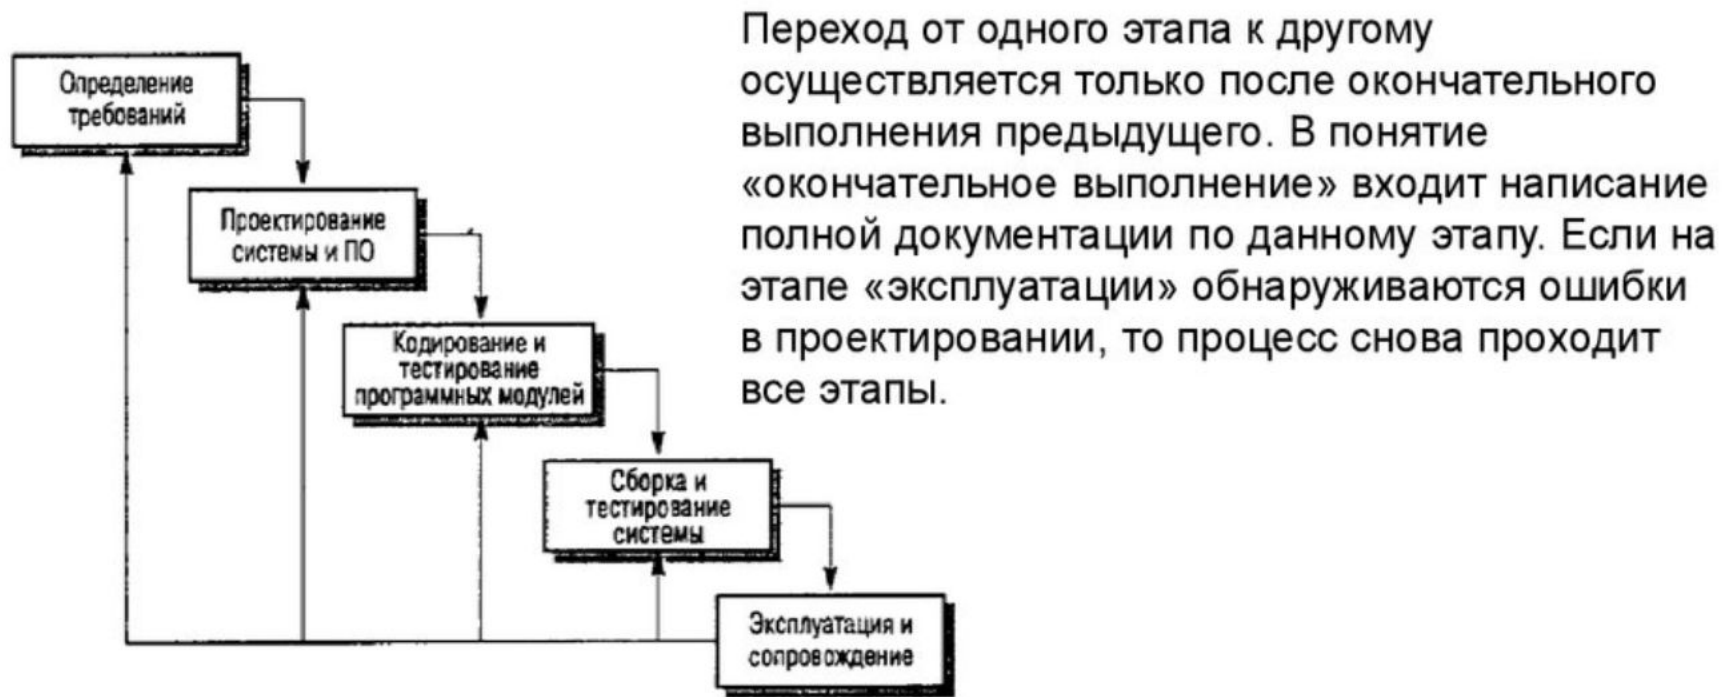 Определение
требований
Проектирование
системы и ПО
Кодирование и
тестирование
программных модулей
Сборка и
тестирование
системы
Эксплуатация и
сопровождение
Переход от одного этапа к другому
осуществляется только после окончательного
выполнения предыдущего. В понятие
«окончательное выполнение» входит написание
полной документации по данному этапу. Если на
этапе «эксплуатации» обнаруживаются ошибки
в проектировании, то процесс снова проходит
все этапы.